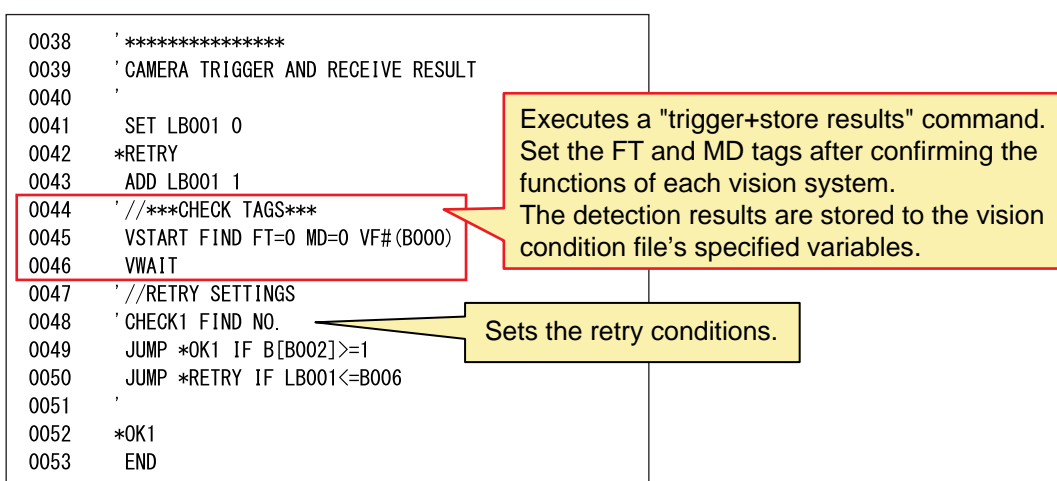 0038 '***************
0039 'CAMERA TRIGGER AND RECEIVE RESULT
0040 '
0041 SET LB001 0
0042 *RETRY
0043 ADD LB001 1
0044 '//***CHECK TAGS***
0045 VSTART FIND FT=0 MD=0 VF#(B000)
0046 VWAIT
0047 '//RETRY SETTINGS
0048 'CHECK1 FIND NO.
0049 JUMP *OK1 IF B[B002]>=1
0050 JUMP *RETRY IF LB001<=B006
0051 '
0052 *OK1
0053 END
Executes a "trigger+store results" command.
Set the FT and MD tags after confirming the
functions of each vision system.
The detection results are stored to the vision
condition file's specified variables.
Sets the retry conditions.